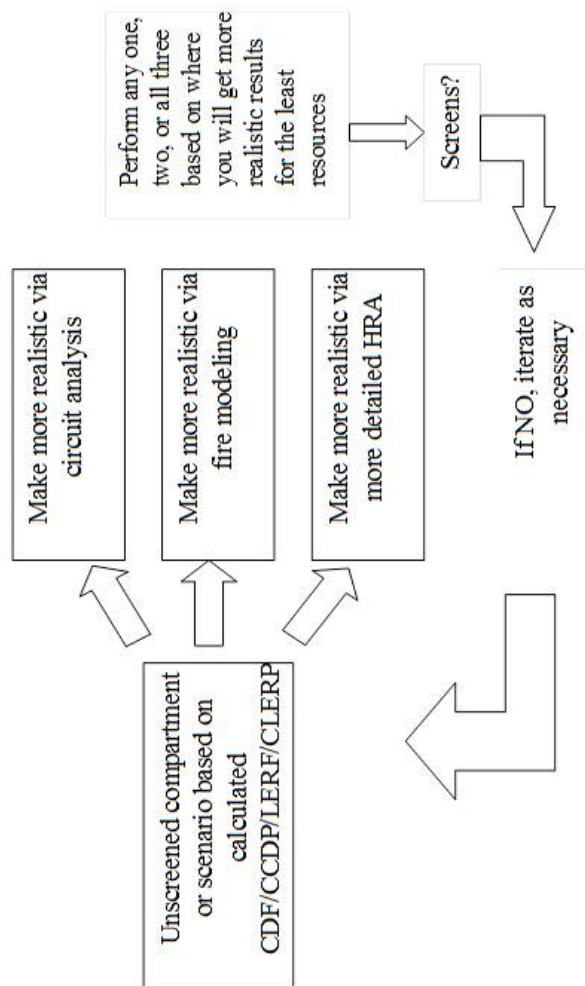 Unscreened compartment
or scenario based on
calculated
CDF/CCDP/LERF/CLERP
Make more realistic via
circuit analysis
Make more realistic via
fire modeling
Make more realistic via
more detailed HRA
Perform any one,
two, or all three
based on where
you will get more
realistic results
for the least
resources
Screens?
If NO, iterate as
necessary